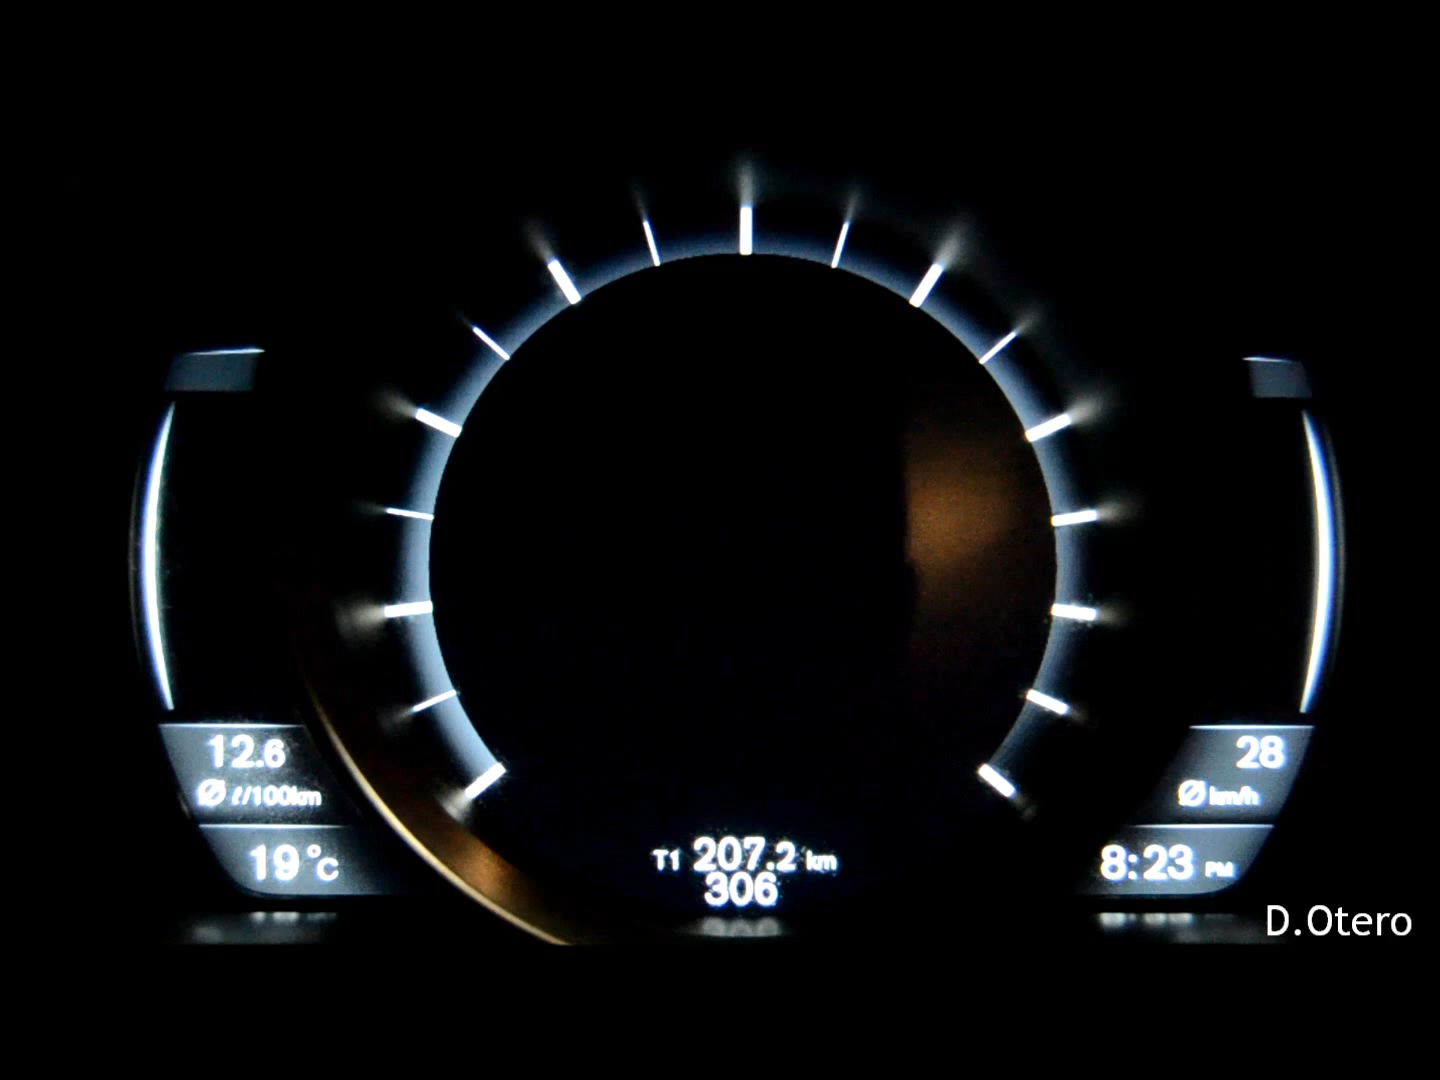 12.6
Ø ℓ/100km
19°C
T1 207.2 km
306
28
Ø km/h
8:23 PM
D.Otero